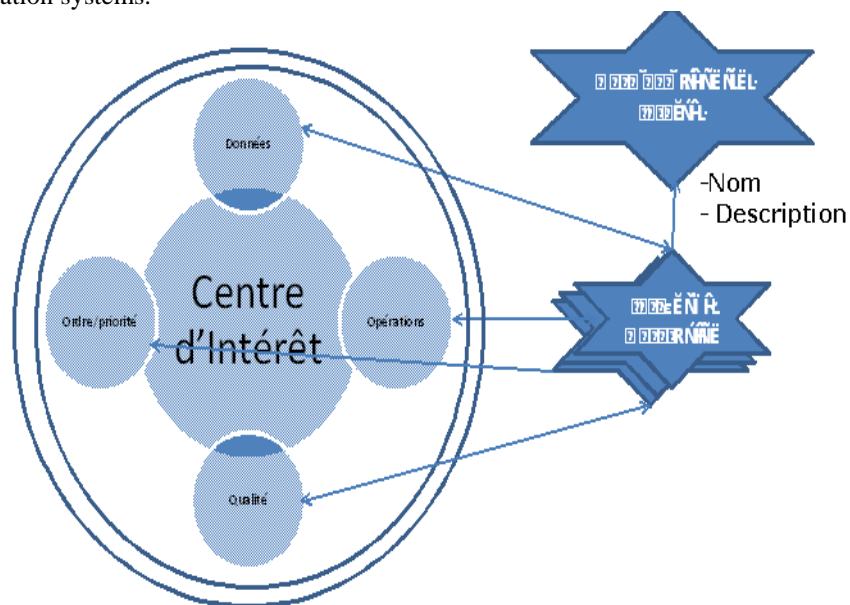 ation systems.
Données
-Nom
- Description
Centre
d'Intérêt
Ordre/priorité
Opérations
Qualité